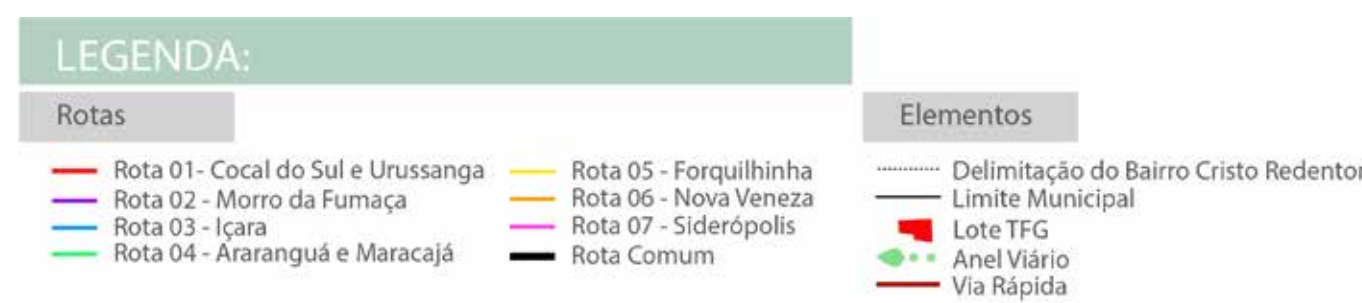 LEGENDA:
Rotas
Rota 01- Cocal do Sul e Urussanga
Rota 02 - Morro da Fumaça
Rota 03 - Içara
Rota 04 - Araranguá e Maracajá
Rota 05 - Forquilhinha
Rota 06 - Nova Veneza
Rota 07 - Siderópolis
Rota Comum
Elementos
Delimitação do Bairro Cristo Redentor
Limite Municipal
Lote TFG
Anel Viário
Via Rápida